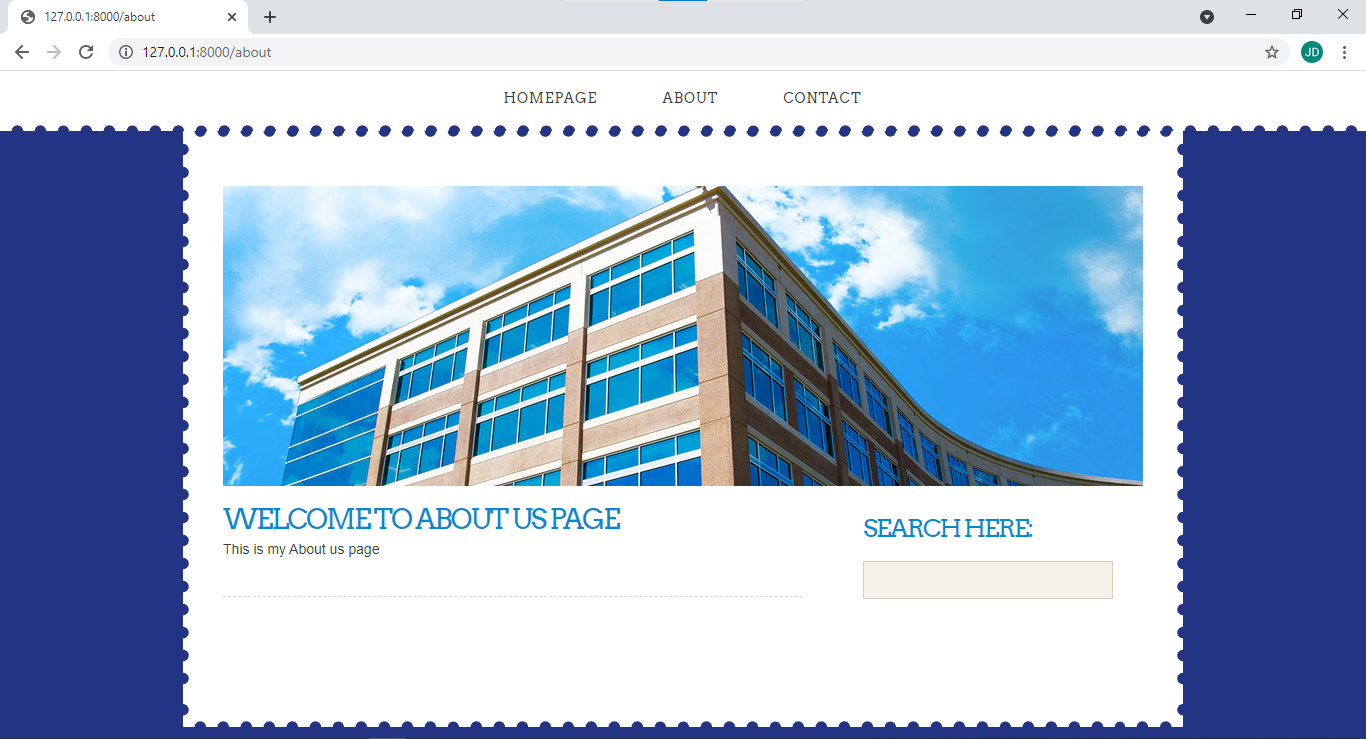 127.0.0.1:8000/about
127.0.0.1:8000/about
JD
HOMEPAGE ABOUT CONTACT
WELCOME TO ABOUT US PAGE
This is my About us page
SEARCH HERE: